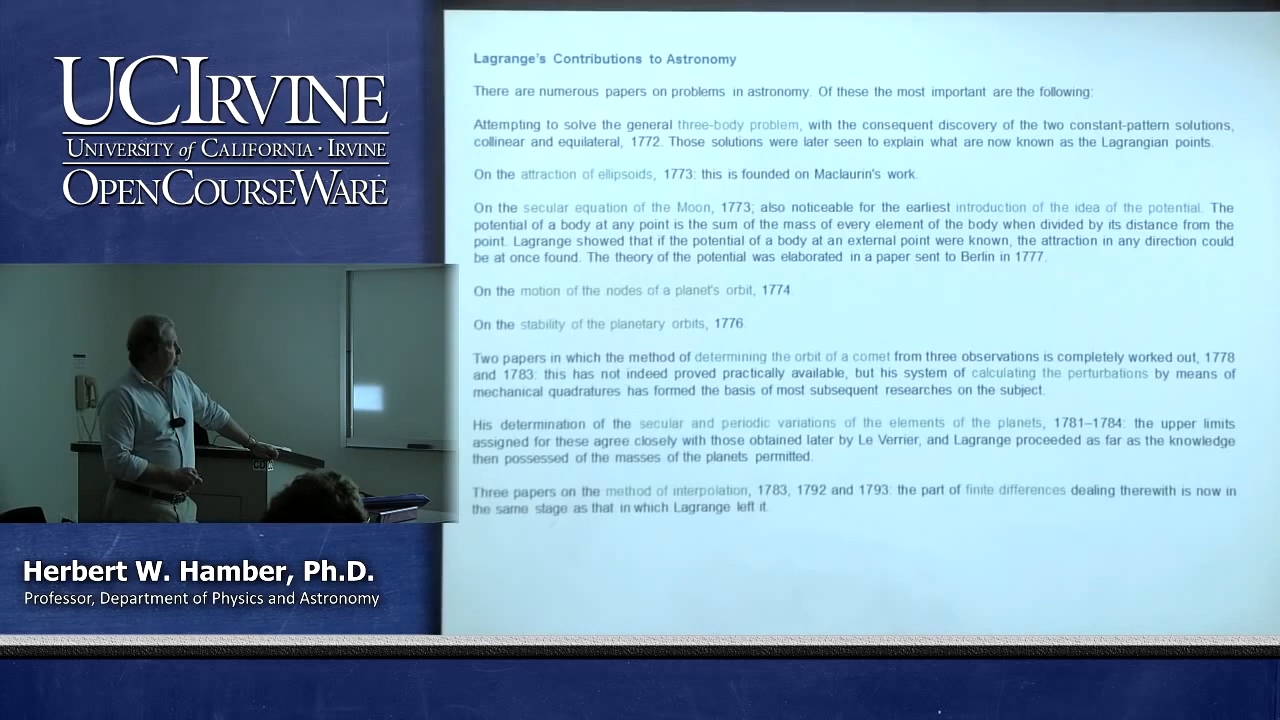 UCIRVINE
UNIVERSITY of CALIFORNIA · IRVINE
OPENCOURSEWARE
Herbert W. Hamber, Ph.D.
Professor, Department of Physics and Astronomy
Lagrange's Contributions to Astronomy
There are numerous papers on problems in astronomy. Of these the most important are the following:
Attempting to solve the general three-body problem, with the consequent discovery of the two constant-pattern solutions,
collinear and equilateral, 1772. Those solutions were later seen to explain what are now known as the Lagrangian points.
On the attraction of ellipsoids, 1773: this is founded on Maclaurin's work.
On the secular equation of the Moon, 1773; also noticeable for the earliest introduction of the idea of the potential. The
potential of a body at any point is the sum of the mass of every element of the body when divided by its distance from the
point. Lagrange showed that if the potential of a body at an external point were known, the attraction in any direction could
be at once found. The theory of the potential was elaborated in a paper sent to Berlin in 1777.
On the motion of the nodes of a planet's orbit, 1774.
On the stability of the planetary orbits, 1776.
Two papers in which the method of determining the orbit of a comet from three observations is completely worked out, 1778
and 1783: this has not indeed proved practically available, but his system of calculating the perturbations by means of
mechanical quadratures has formed the basis of most subsequent researches on the subject.
His determination of the secular and periodic variations of the elements of the planets, 1781–1784: the upper limits
assigned for these agree closely with those obtained later by Le Verrier, and Lagrange proceeded as far as the knowledge
then possessed of the masses of the planets permitted.
Three papers on the method of interpolation, 1783, 1792 and 1793: the part of finite differences dealing therewith is now in
the same stage as that in which Lagrange left it.